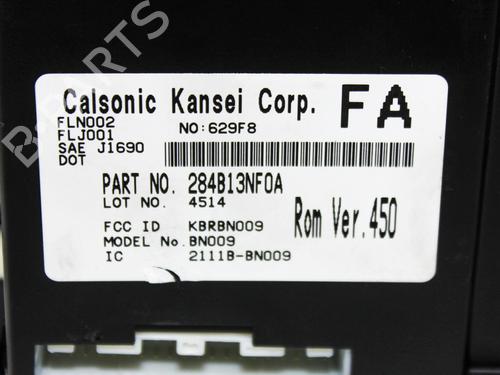 Calsonic Kansei Corp. FA
FLN002 NO:629F8
FLJ001
SAE J1690
DOT
PART NO. 284B13NF0A
LOT NO. 4514
FCC ID KBRBN009
MODEL No. BN009
IC 2111B-BN009
Rom Ver.450
B-PARTS